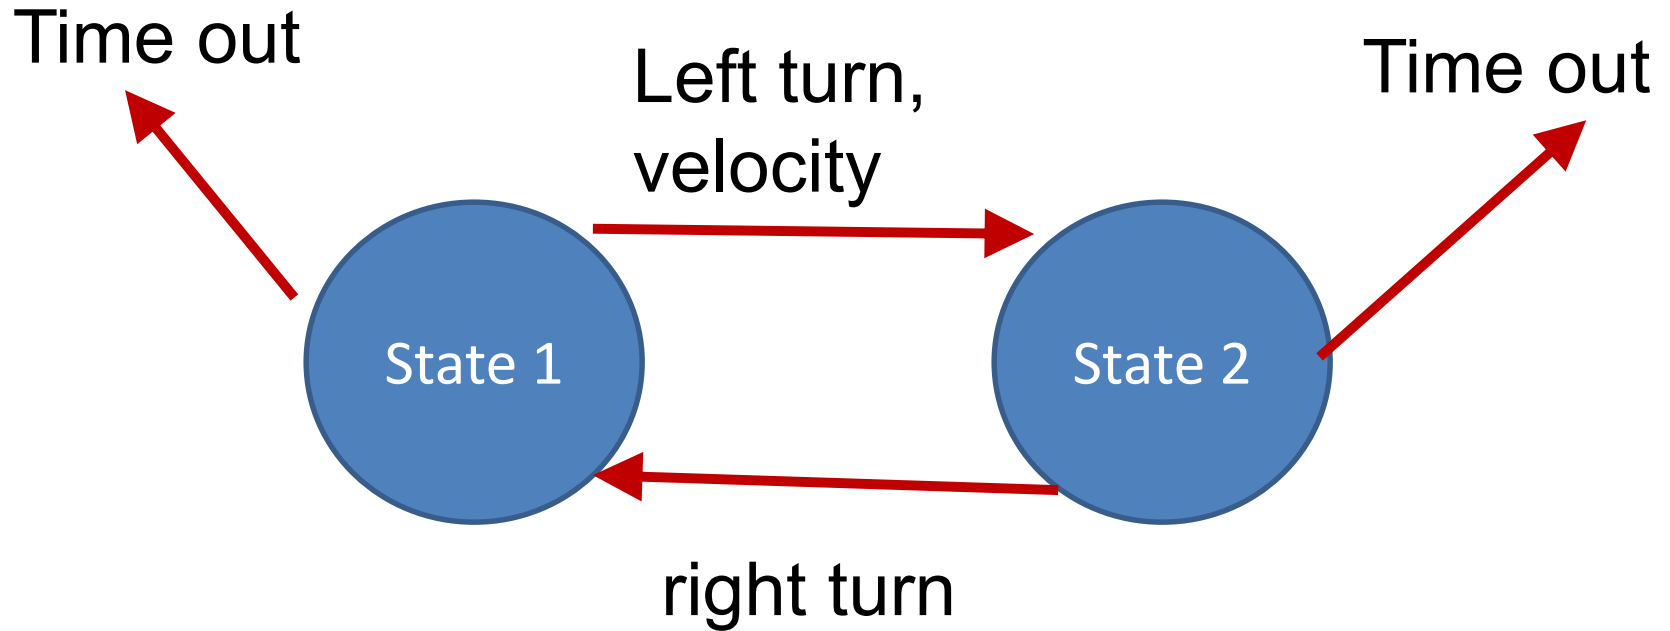 Time out
Left turn,
velocity
Time out
State 1
State 2
right turn